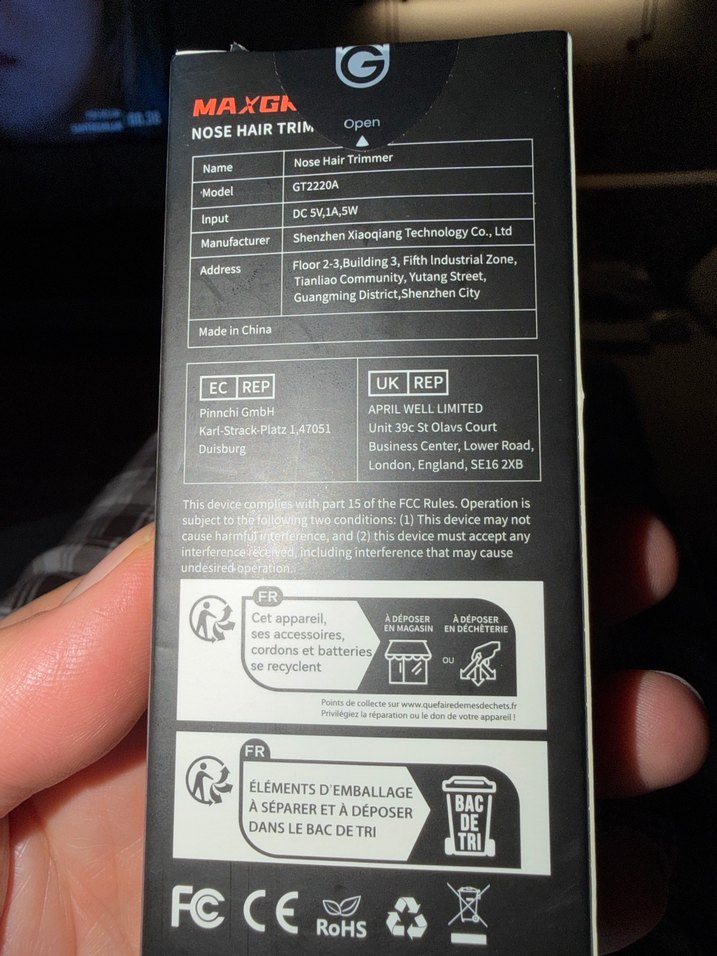 G
Open
MAXGR
NOSE HAIR TRIM
Name Nose Hair Trimmer
Model GT2220A
Input DC 5V,1A,5W
Manufacturer Shenzhen Xiaoqiang Technology Co., Ltd
Address Floor 2-3,Building 3, Fifth lndustrial Zone,
Tianliao Community, Yutang Street,
Guangming District,Shenzhen City
Made in China
EC REP
Pinnchi GmbH
Karl-Strack-Platz 1,47051
Duisburg
UK REP
APRIL WELL LIMITED
Unit 39c St Olavs Court
Business Center, Lower Road,
London, England, SE16 2XB
This device complies with part 15 of the FCC Rules. Operation is
subject to the following two conditions: (1) This device may not
cause harmful interference, and (2) this device must accept any
interference received, including interference that may cause
undesired operation.
FR
Cet appareil,
ses accessoires,
cordons et batteries
se recyclent
À DÉPOSER
EN MAGASIN
OU
À DÉPOSER
EN DÉCHÈTERIE
Points de collecte sur www.quefairedemesdechets.fr
Privilégiez la réparation ou le don de votre appareil !
FR
ÉLÉMENTS D'EMBALLAGE
À SÉPARER ET À DÉPOSER
DANS LE BAC DE TRI
BAC
DE
TRI
FC CE RoHS